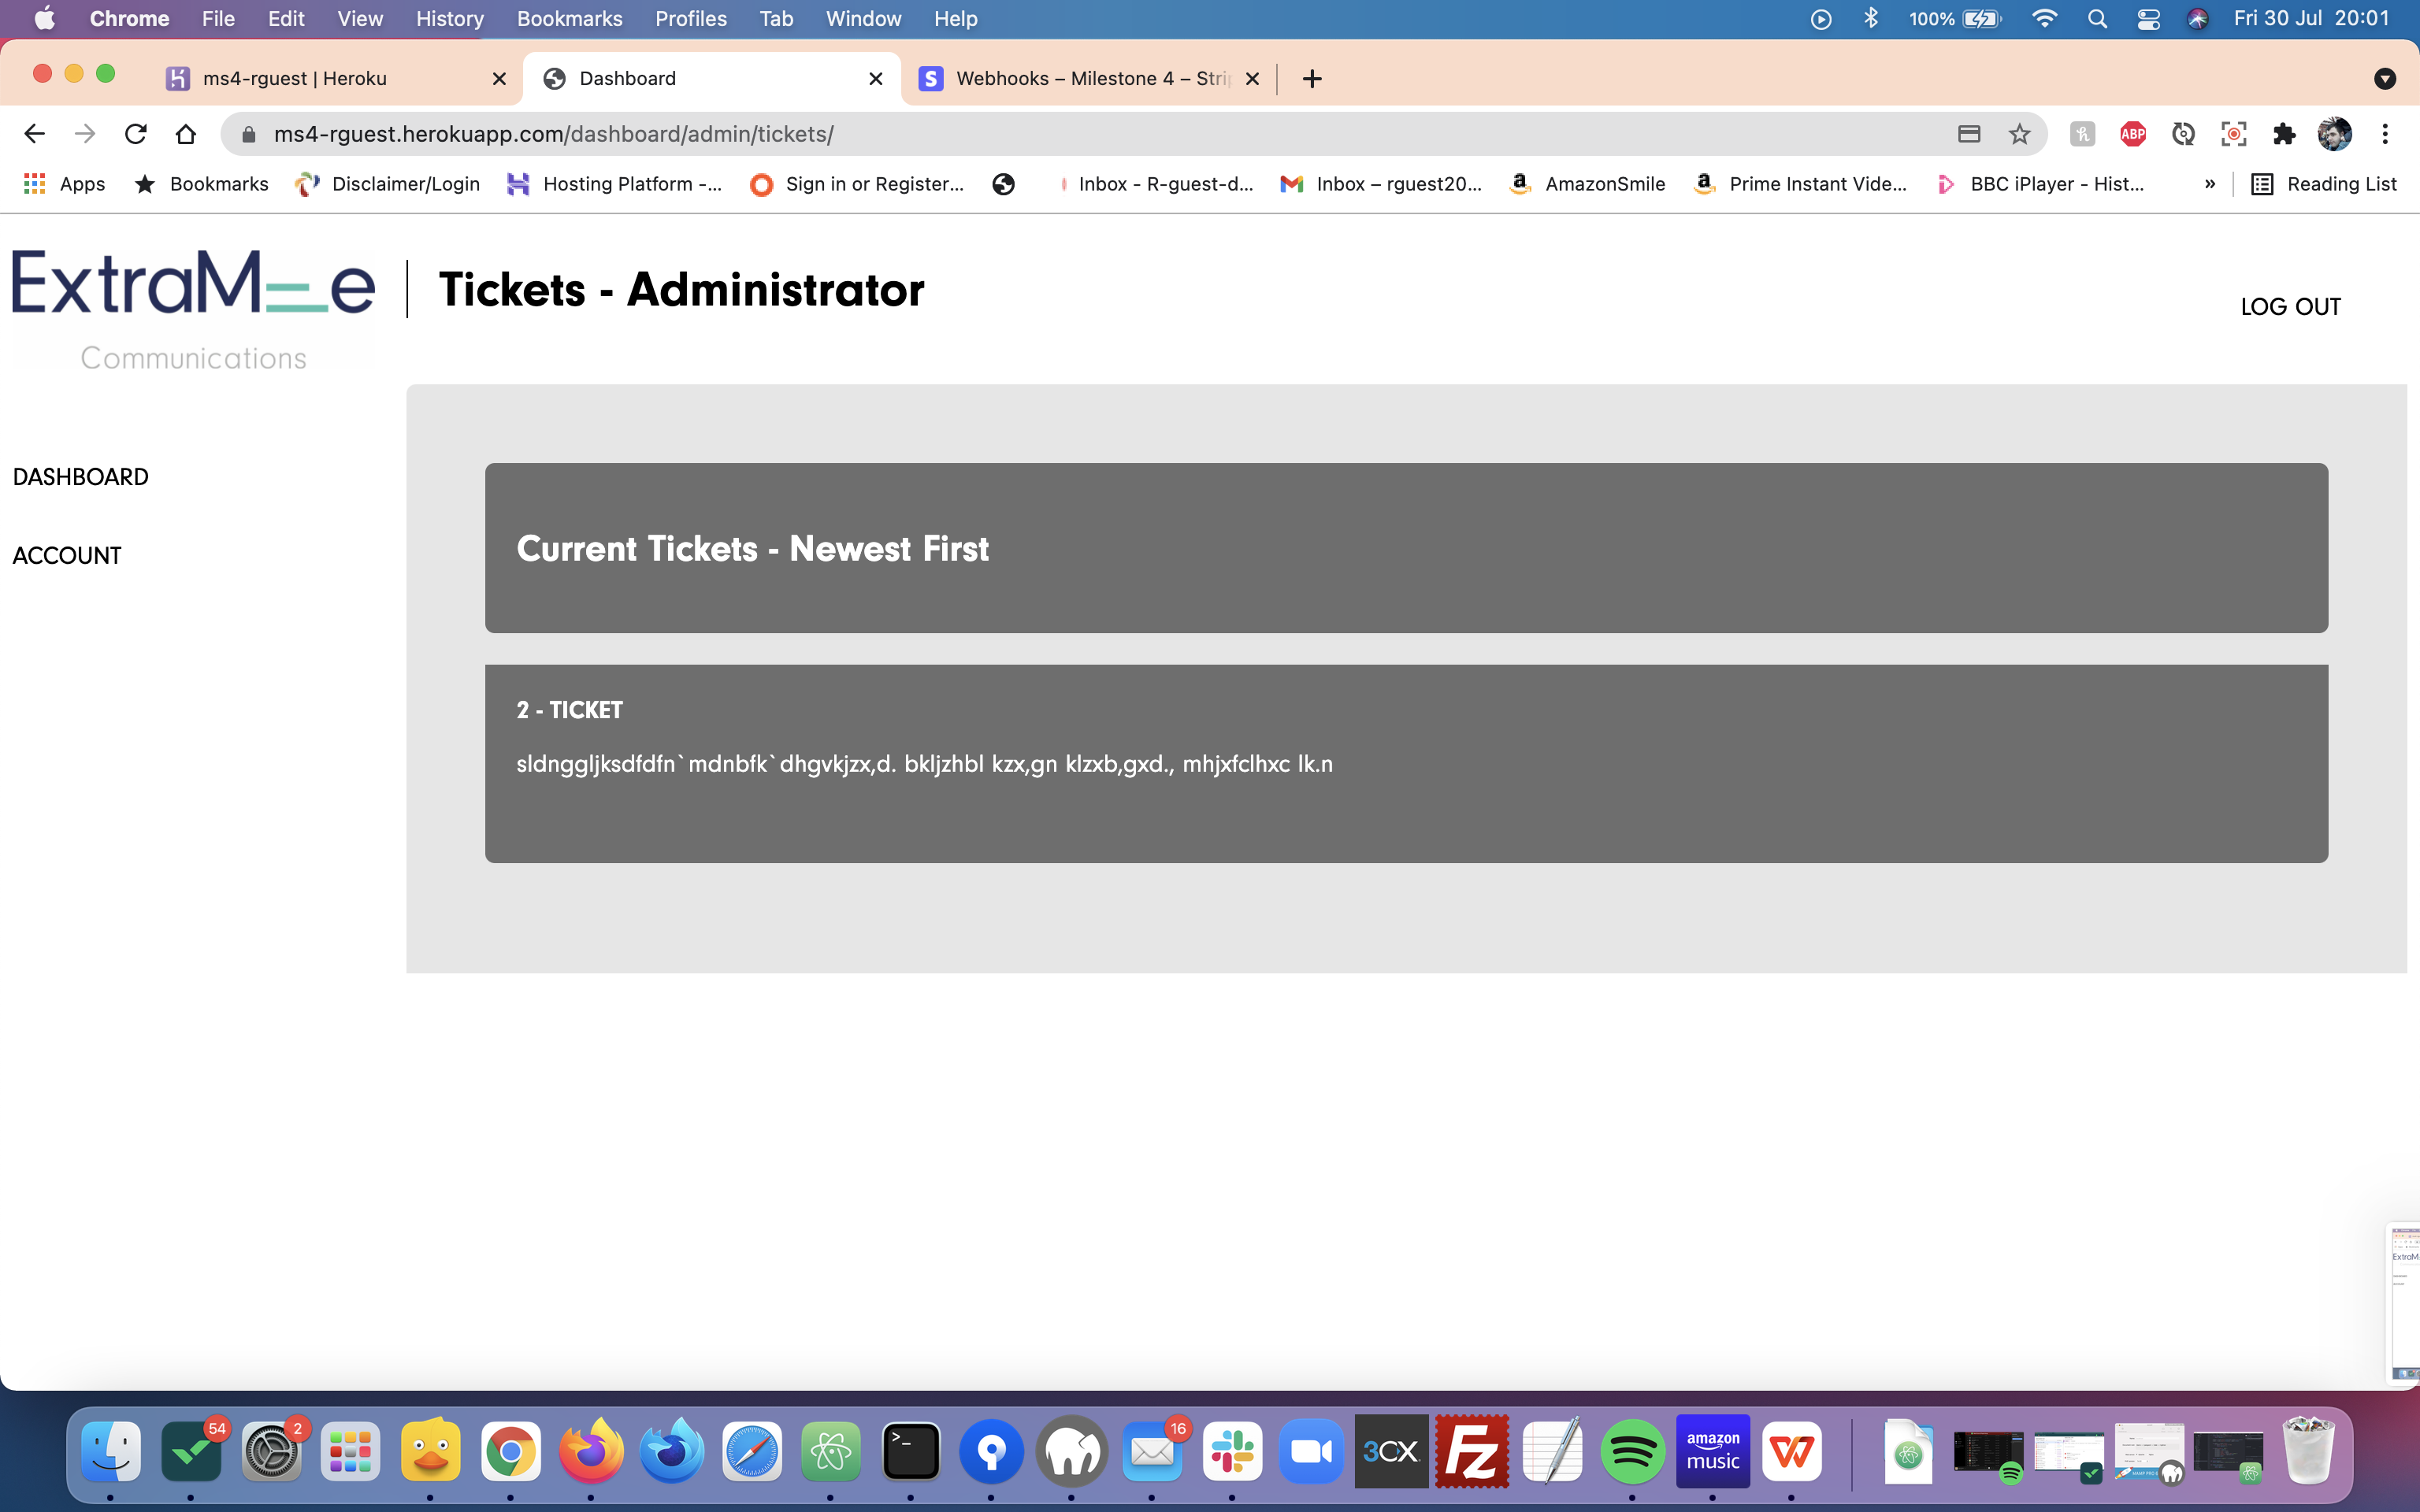 Chrome File Edit View History Bookmarks Profiles Tab Window Help 100% Fri 30 Jul 20:01
ms4-rguest | Heroku Dashboard Webhooks – Milestone 4 – Stri
ms4-rguest.herokuapp.com/dashboard/admin/tickets/ ABP
Apps Bookmarks Disclaimer/Login Hosting Platform -... Sign in or Register... Inbox - R-guest-d... Inbox – rguest20... AmazonSmile Prime Instant Vide... BBC iPlayer - Hist... » Reading List
ExtraM e
Communications
Tickets - Administrator
LOG OUT
DASHBOARD
ACCOUNT
Current Tickets - Newest First
2 - TICKET
sldnggljksdfdfn`mdnbfk`dhgvkjzx,d. bkljzhbl kzx,gn klzxb,gxd., mhjxfclhxc lk.n
54 2 16 3CX Fz amazon music